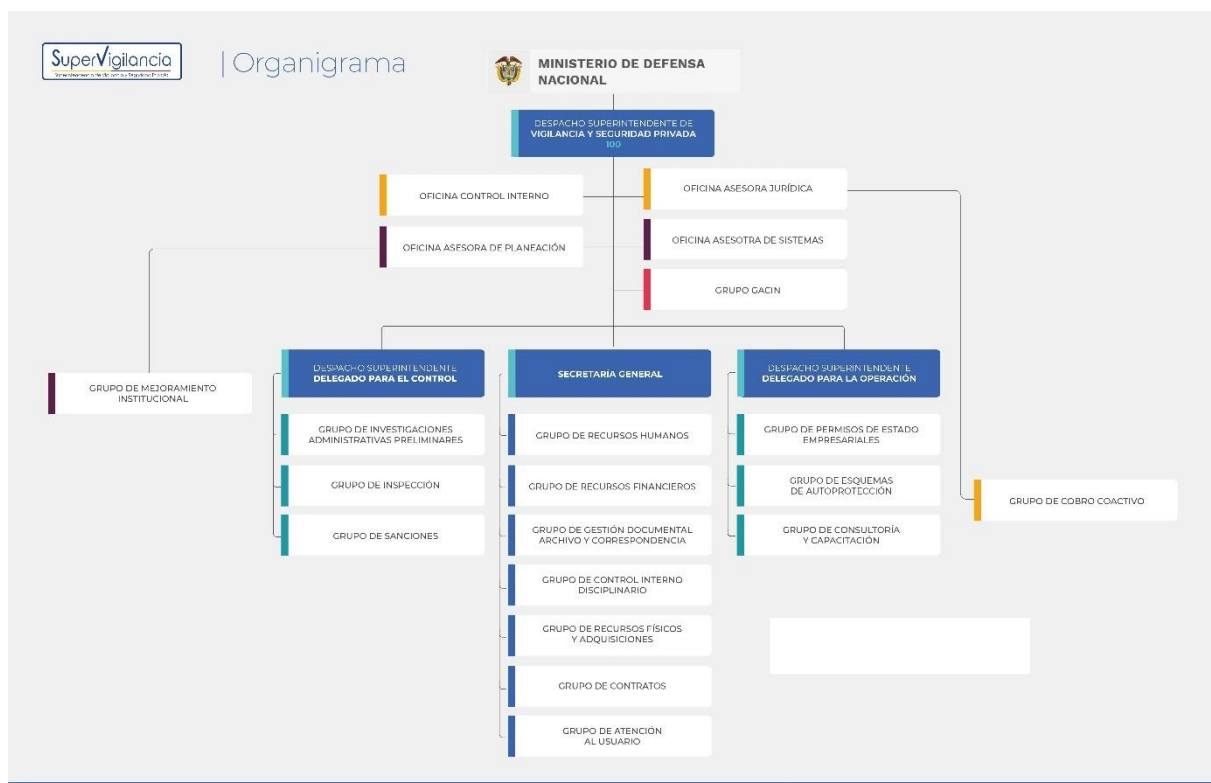 SuperVigilancia
Superintendencia de Vigilancia y Seguridad Privada
| Organigrama
MINISTERIO DE DEFENSA
NACIONAL
DESPACHO SUPERINTENDENTE DE
VIGILANCIA Y SEGURIDAD PRIVADA
100
OFICINA CONTROL INTERNO
OFICINA ASESORA JURÍDICA
OFICINA ASESORA DE PLANEACIÓN
OFICINA ASESOTRA DE SISTEMAS
GRUPO GACIN
GRUPO DE MEJORAMIENTO
INSTITUCIONAL
DESPACHO SUPERINTENDENTE
DELEGADO PARA EL CONTROL
GRUPO DE INVESTIGACIONES
ADMINISTRATIVAS PRELIMINARES
GRUPO DE INSPECCIÓN
GRUPO DE SANCIONES
SECRETARÍA GENERAL
GRUPO DE RECURSOS HUMANOS
GRUPO DE RECURSOS FINANCIEROS
GRUPO DE GESTIÓN DOCUMENTAL
ARCHIVO Y CORRESPONDENCIA
GRUPO DE CONTROL INTERNO
DISCIPLINARIO
GRUPO DE RECURSOS FÍSICOS
Y ADQUISICIONES
GRUPO DE CONTRATOS
GRUPO DE ATENCIÓN
AL USUARIO
DESPACHO SUPERINTENDENTE
DELEGADO PARA LA OPERACIÓN
GRUPO DE PERMISOS DE ESTADO
EMPRESARIALES
GRUPO DE ESQUEMAS
DE AUTOPROTECCIÓN
GRUPO DE CONSULTORÍA
Y CAPACITACIÓN
GRUPO DE COBRO COACTIVO